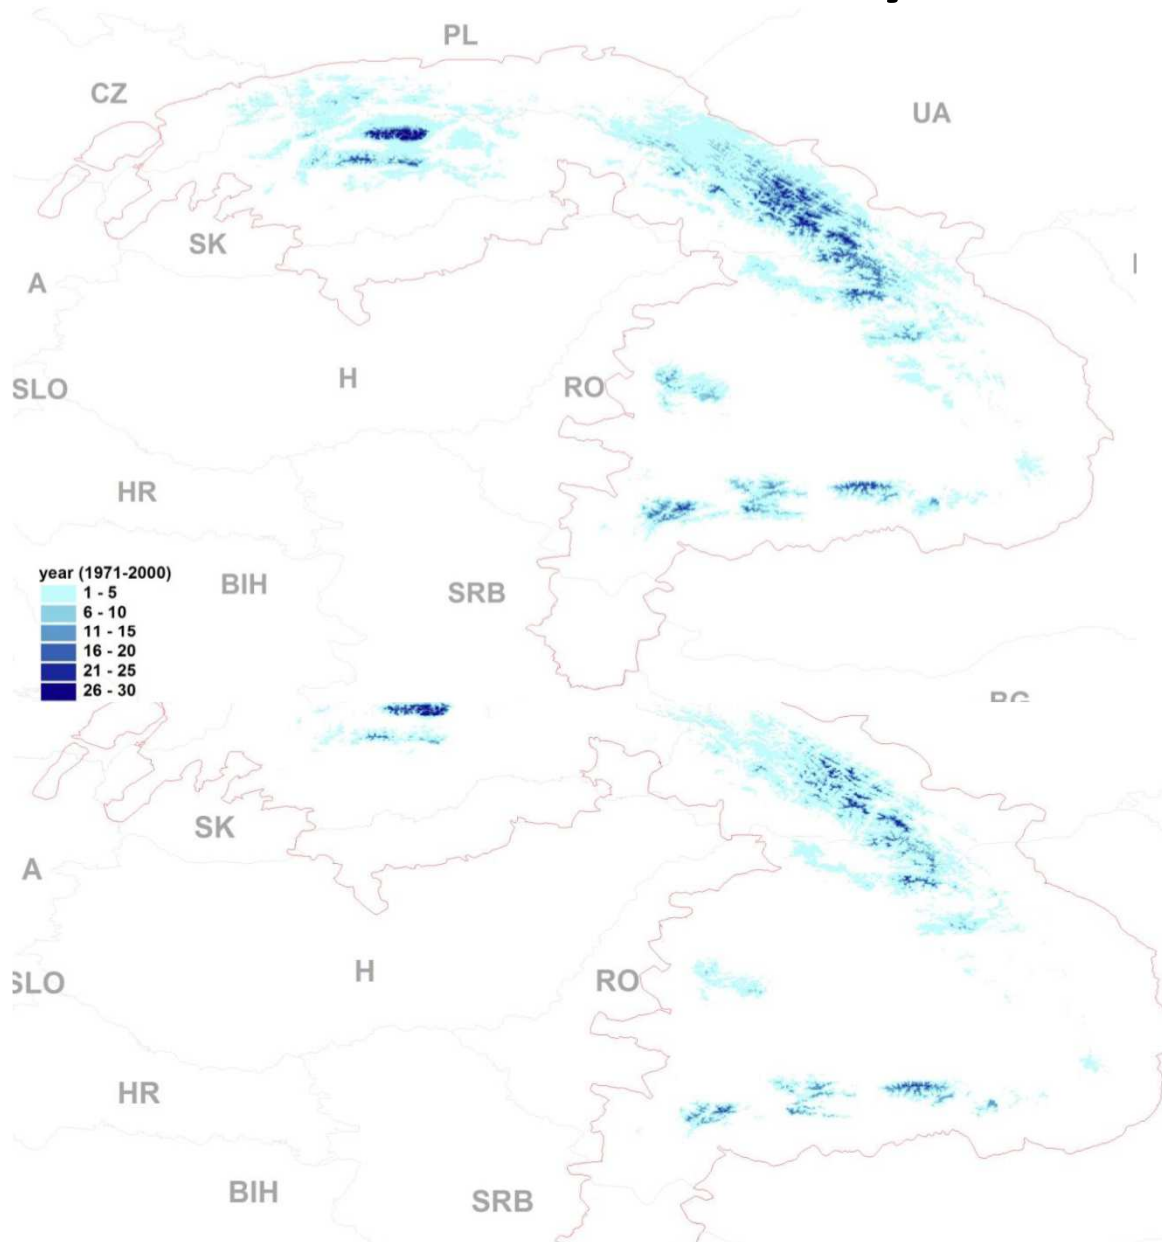 PL
CZ
UA
SK
A
SLO
H
RO
HR
year (1971-2000)
1 - 5
6 - 10
11 - 15
16 - 20
21 - 25
26 - 30
BIH
SRB
SK
A
SLO
H
RO
HR
BIH
SRB